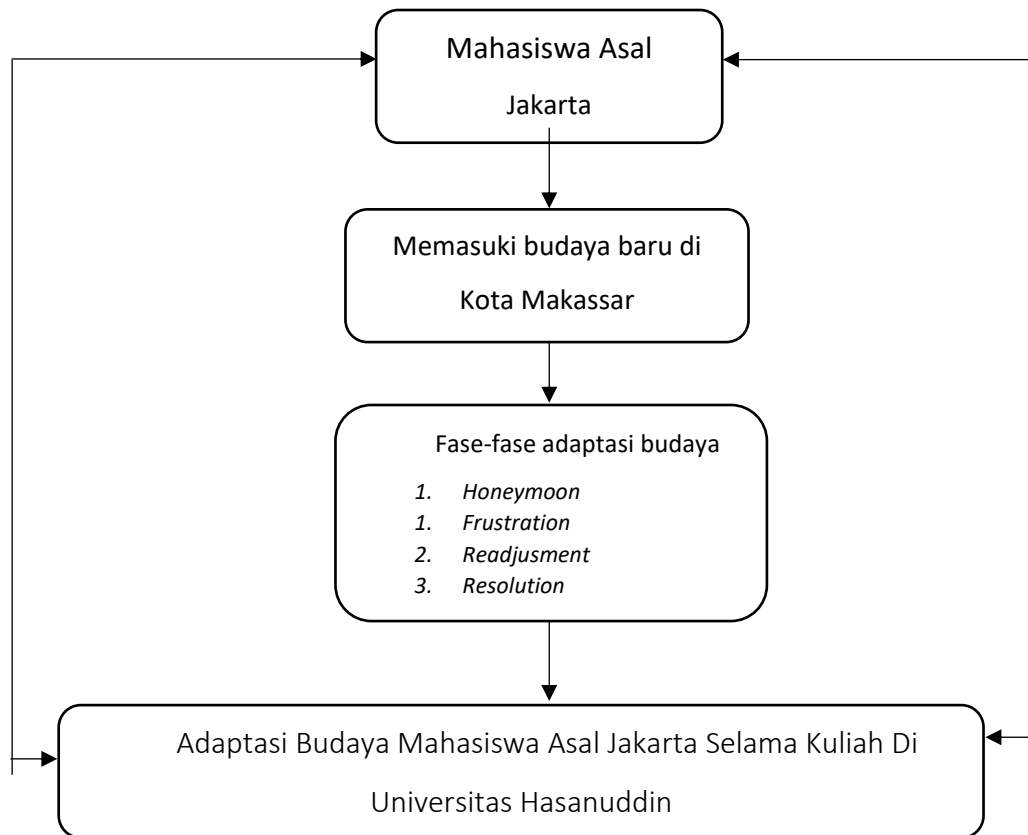 Mahasiswa Asal
Jakarta
Memasuki budaya baru di
Kota Makassar
Fase-fase adaptasi budaya
1. Honeymoon
1. Frustration
2. Readjusment
3. Resolution
Adaptasi Budaya Mahasiswa Asal Jakarta Selama Kuliah Di
Universitas Hasanuddin